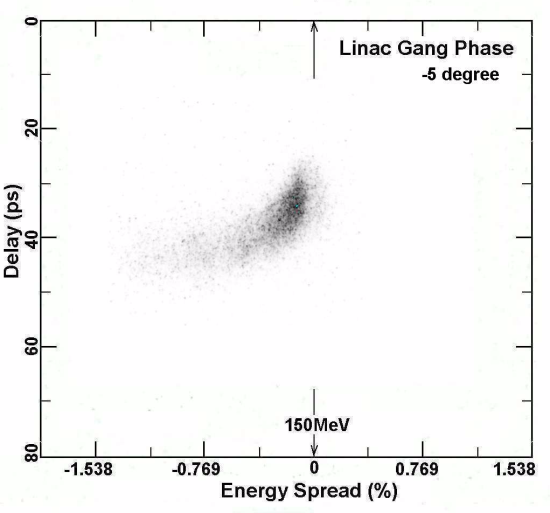 0
Linac Gang Phase
-5 degree
20
40
Delay (ps)
60
150MeV
80
-1.538
-0.769
0
0.769
1.538
Energy Spread (%)